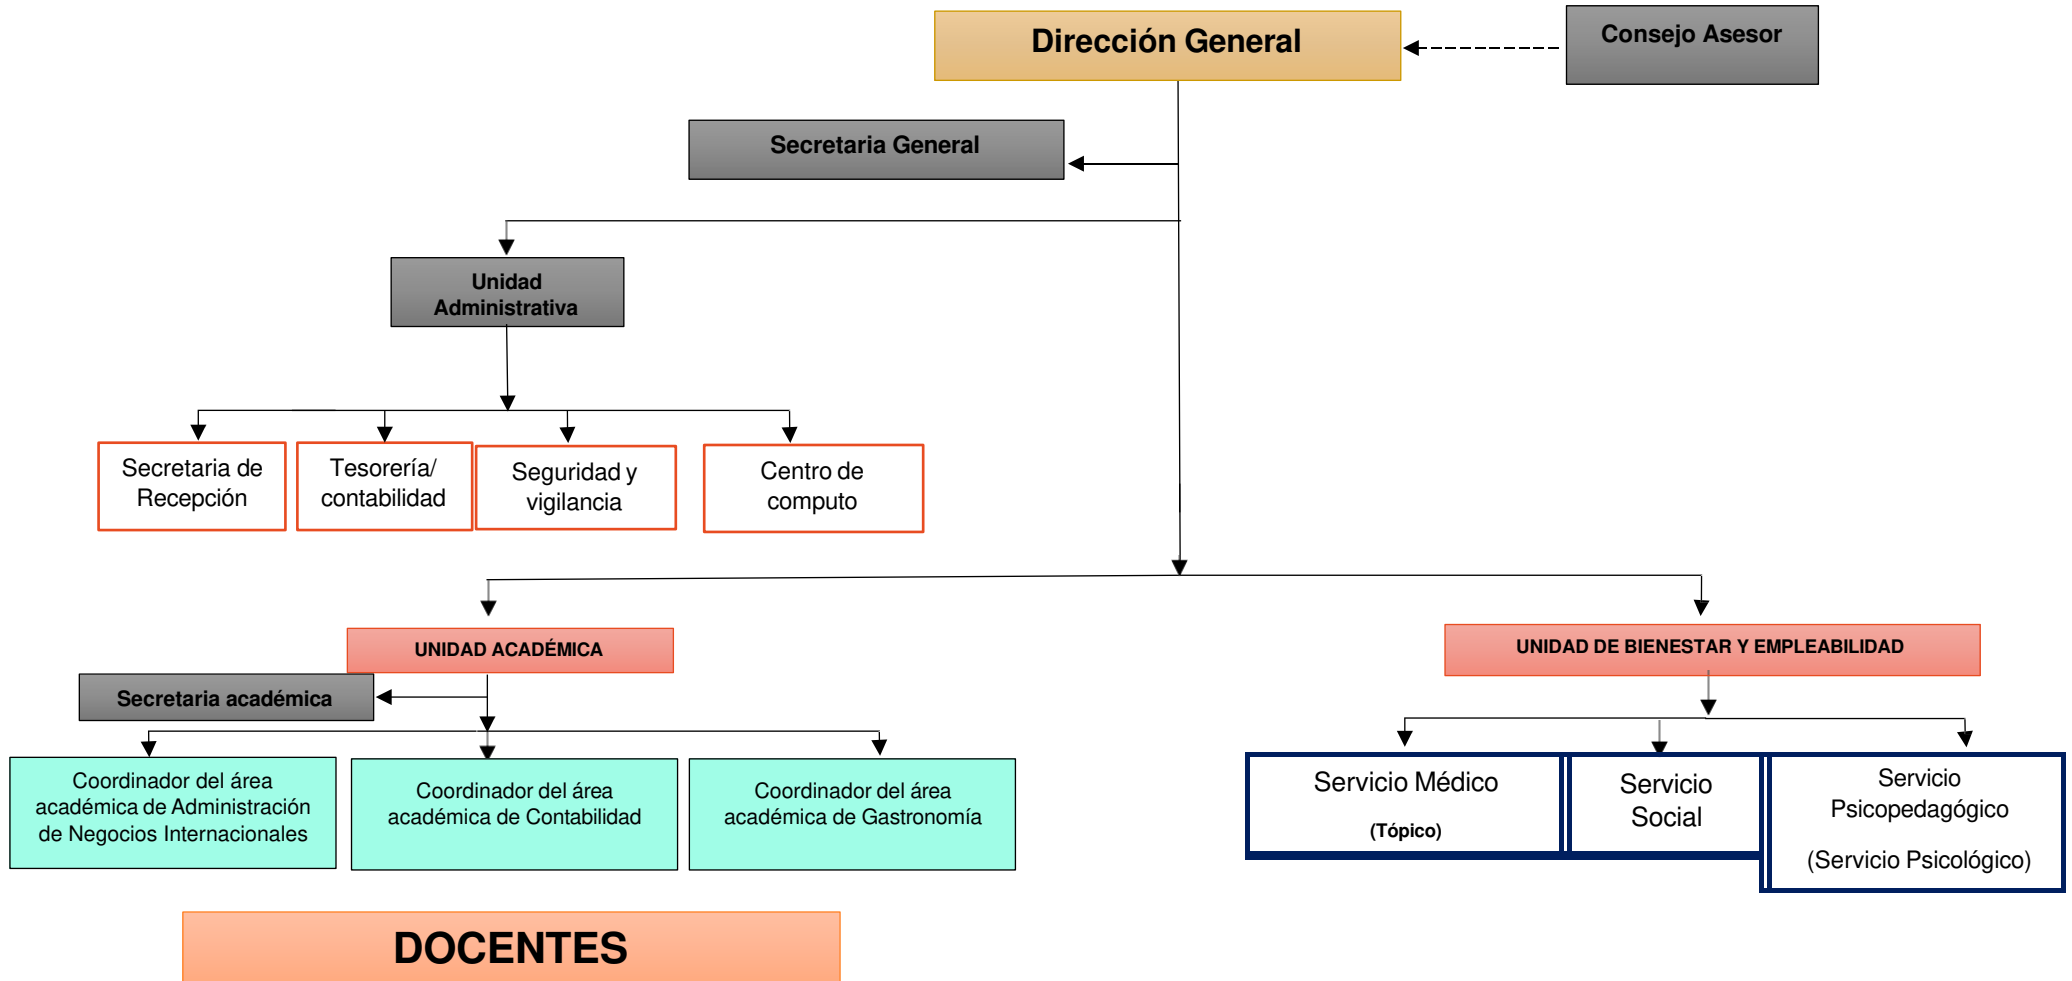 Dirección General
Consejo Asesor
Secretaria General
Unidad
Administrativa
Secretaria de
Recepción
Tesorería/
contabilidad
Seguridad y
vigilancia
Centro de
computo
UNIDAD ACADÉMICA
UNIDAD DE BIENESTAR Y EMPLEABILIDAD
Secretaria académica
Coordinador del área
académica de Administración
de Negocios Internacionales
Coordinador del área
académica de Contabilidad
Coordinador del área
académica de Gastronomía
Servicio Médico
(Tópico)
Servicio
Social
Servicio
Psicopedagógico
(Servicio Psicológico)
DOCENTES